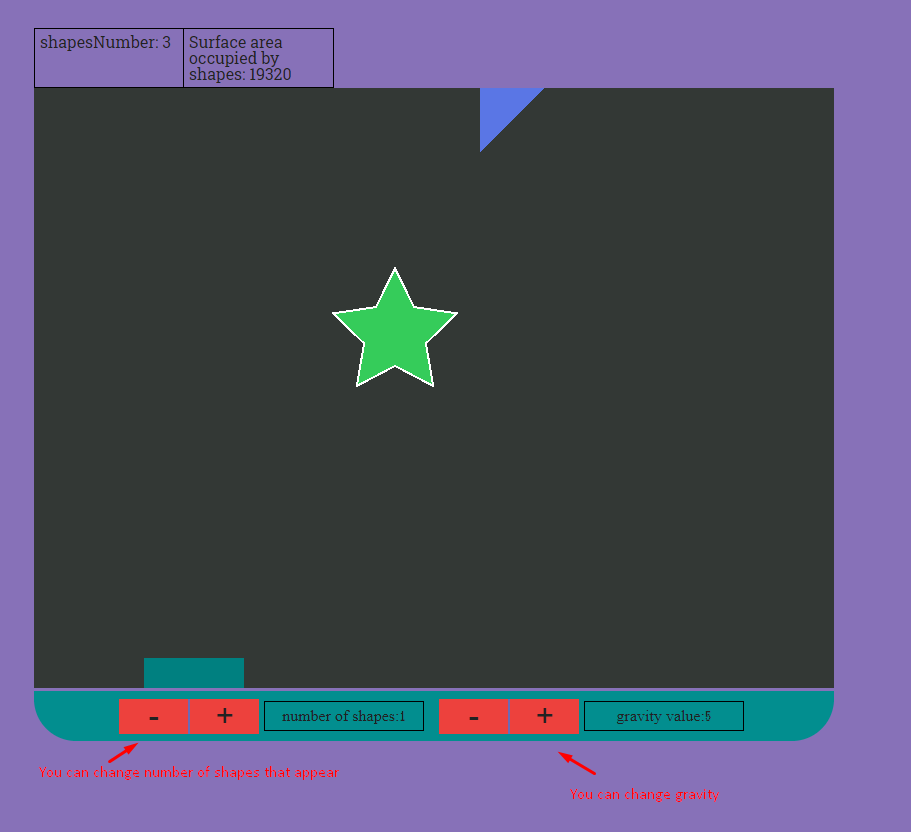 shapesNumber: 3
Surface area
occupied by
shapes: 19320
-
+
number of shapes:1
-
+
gravity value:5
You can change number of shapes that appear
You can change gravity